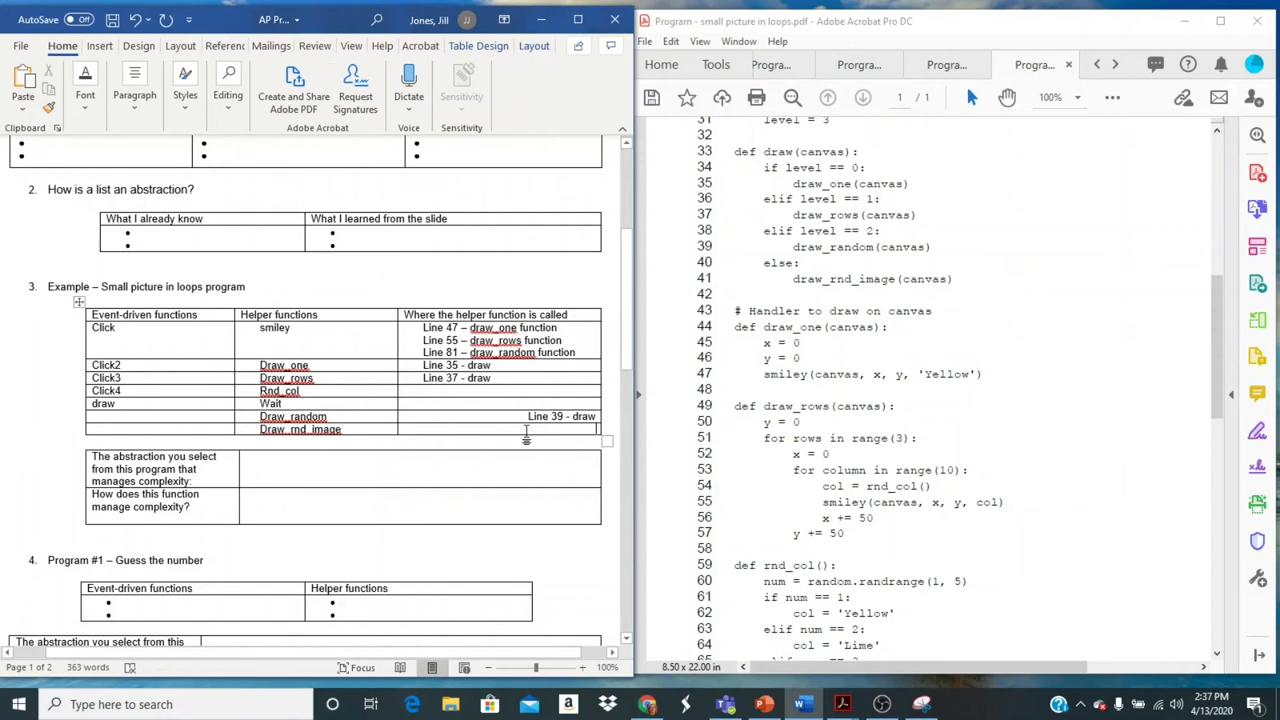 AutoSave Off AP Pr... Jones, Jill JJ
File Home Insert Design Layout Referenc Mailings Review View Help Acrobat Table Design Layout
Paste Font Paragraph Styles Editing Create and Share Adobe PDF Request Signatures Dictate Sensitivity
Clipboard Adobe Acrobat Voice Sensitivity
2. How is a list an abstraction?
What I already know What I learned from the slide
3. Example – Small picture in loops program
Event-driven functions Helper functions Where the helper function is called
Click smiley Line 47 – draw_one function
Line 55 – draw_rows function
Line 81 – draw_random function
Click2 Draw_one Line 35 - draw
Click3 Draw_rows Line 37 - draw
Click4 Rnd_col
draw Wait
Draw_random Line 39 - draw
Draw_rnd_image
The abstraction you select from this program that manages complexity:
How does this function manage complexity?
4. Program #1 – Guess the number
Event-driven functions Helper functions
The abstraction you select from this
Page 1 of 2 363 words Focus 100%
Program - small picture in loops.pdf - Adobe Acrobat Pro DC
File Edit View Window Help
Home Tools Progra... Progra... Progra... Progra... ×
1 / 1 100%
31 level = 3
32
33 def draw(canvas):
34 if level == 0:
35 draw_one(canvas)
36 elif level == 1:
37 draw_rows(canvas)
38 elif level == 2:
39 draw_random(canvas)
40 else:
41 draw_rnd_image(canvas)
42
43 # Handler to draw on canvas
44 def draw_one(canvas):
45 x = 0
46 y = 0
47 smiley(canvas, x, y, 'Yellow')
48
49 def draw_rows(canvas):
50 y = 0
51 for rows in range(3):
52 x = 0
53 for column in range(10):
54 col = rnd_col()
55 smiley(canvas, x, y, col)
56 x += 50
57 y += 50
58
59 def rnd_col():
60 num = random.randrange(1, 5)
61 if num == 1:
62 col = 'Yellow'
63 elif num == 2:
64 col = 'Lime'
8.50 x 22.00 in
Type here to search
2:37 PM
4/13/2020